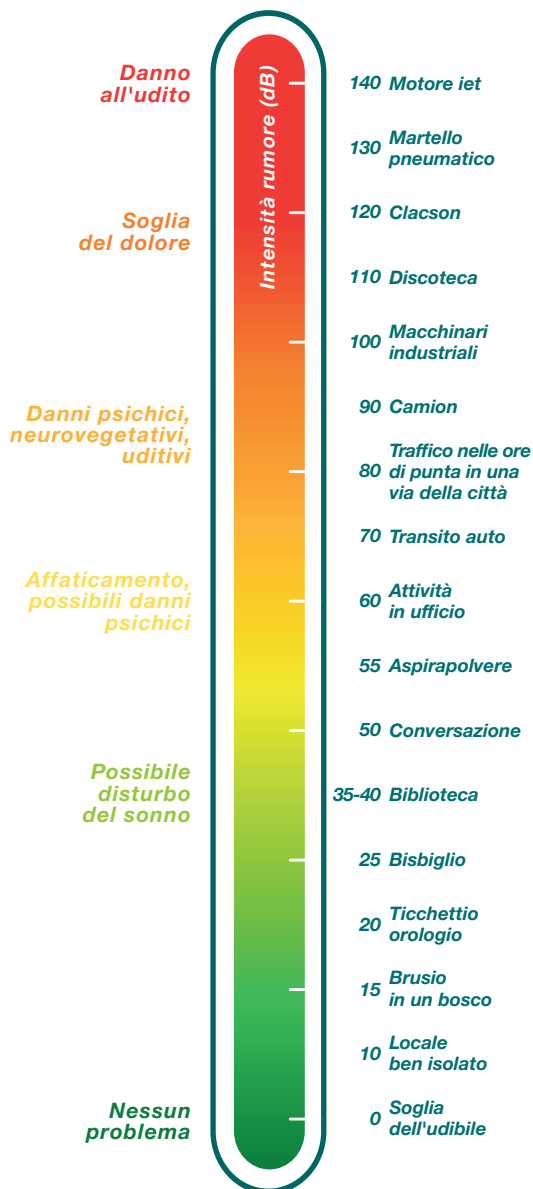 Danno
all'udito
Soglia
del dolore
Danni psichici,
neurovegetativi,
uditivi
Affaticamento,
possibili danni
psichici
Possibile
disturbo
del sonno
Nessun
problema
Intensità rumore (dB)
140 Motore iet
130 Martello
pneumatico
120 Clacson
110 Discoteca
100 Macchinari
industriali
90 Camion
80 Traffico nelle ore
di punta in una
via della città
70 Transito auto
60 Attività
in ufficio
55 Aspirapolvere
50 Conversazione
35-40 Biblioteca
25 Bisbiglio
20 Ticchettio
orologio
15 Brusio
in un bosco
10 Locale
ben isolato
0 Soglia
dell'udibile